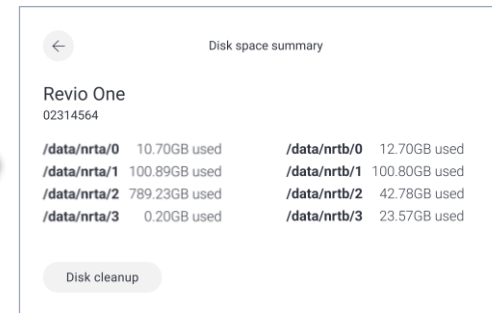 Disk space summary
Revio One
02314564
/data/nrta/0 10.70GB used /data/nrtb/0 12.70GB used
/data/nrta/1 100.89GB used /data/nrtb/1 100.80GB used
/data/nrta/2 789.23GB used /data/nrtb/2 42.78GB used
/data/nrta/3 0.20GB used /data/nrtb/3 23.57GB used
Disk cleanup